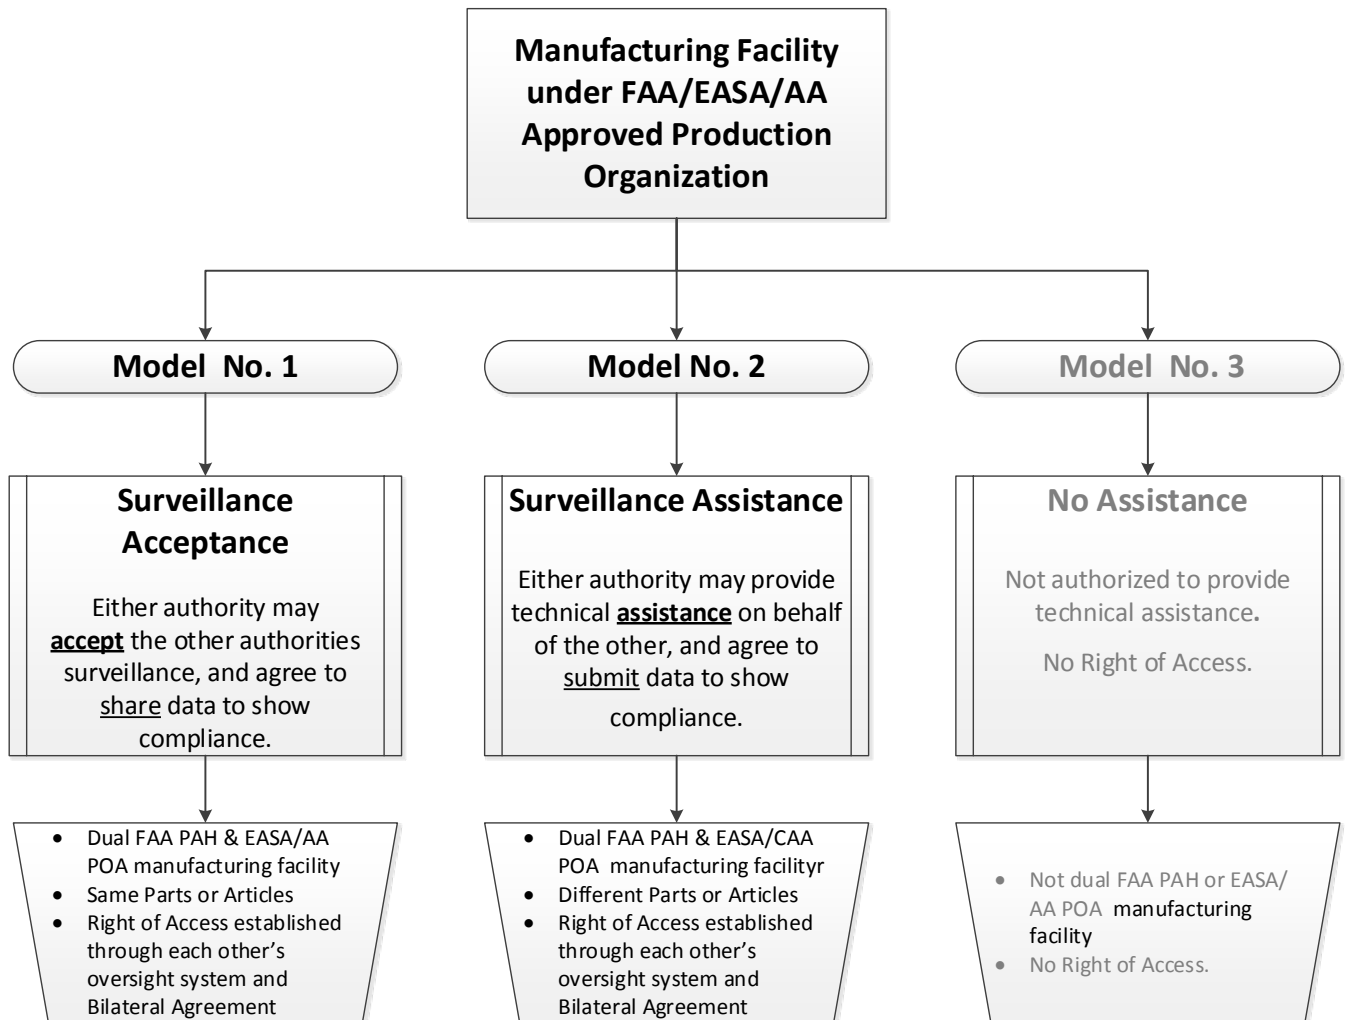 Manufacturing Facility
under FAA/EASA/AA
Approved Production
Organization
Model No. 1
Model No. 2
Model No. 3
Surveillance
Acceptance
Either authority may
accept the other authorities
surveillance, and agree to
share data to show
compliance.
Surveillance Assistance
Either authority may provide
technical assistance on behalf
of the other, and agree to
submit data to show
compliance.
No Assistance
Not authorized to provide
technical assistance.
No Right of Access.
• Dual FAA PAH & EASA/AA
POA manufacturing facility
• Same Parts or Articles
• Right of Access established
through each other’s
oversight system and
Bilateral Agreement
• Dual FAA PAH & EASA/CAA
POA manufacturing facilityr
• Different Parts or Articles
• Right of Access established
through each other’s
oversight system and
Bilateral Agreement
• Not dual FAA PAH or EASA/
AA POA manufacturing
facility
• No Right of Access.